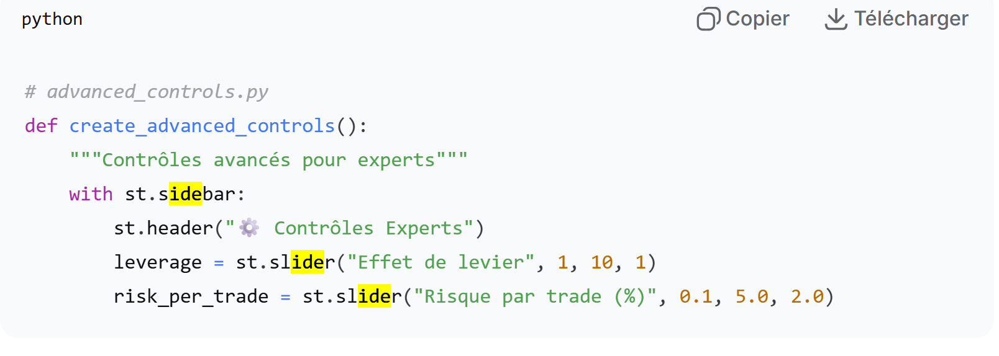 python
Copier
Télécharger
# advanced_controls.py
def create_advanced_controls():
    """Contrôles avancés pour experts"""
    with st.sidebar:
        st.header("⚙️ Contrôles Experts")
        leverage = st.slider("Effet de levier", 1, 10, 1)
        risk_per_trade = st.slider("Risque par trade (%)", 0.1, 5.0, 2.0)